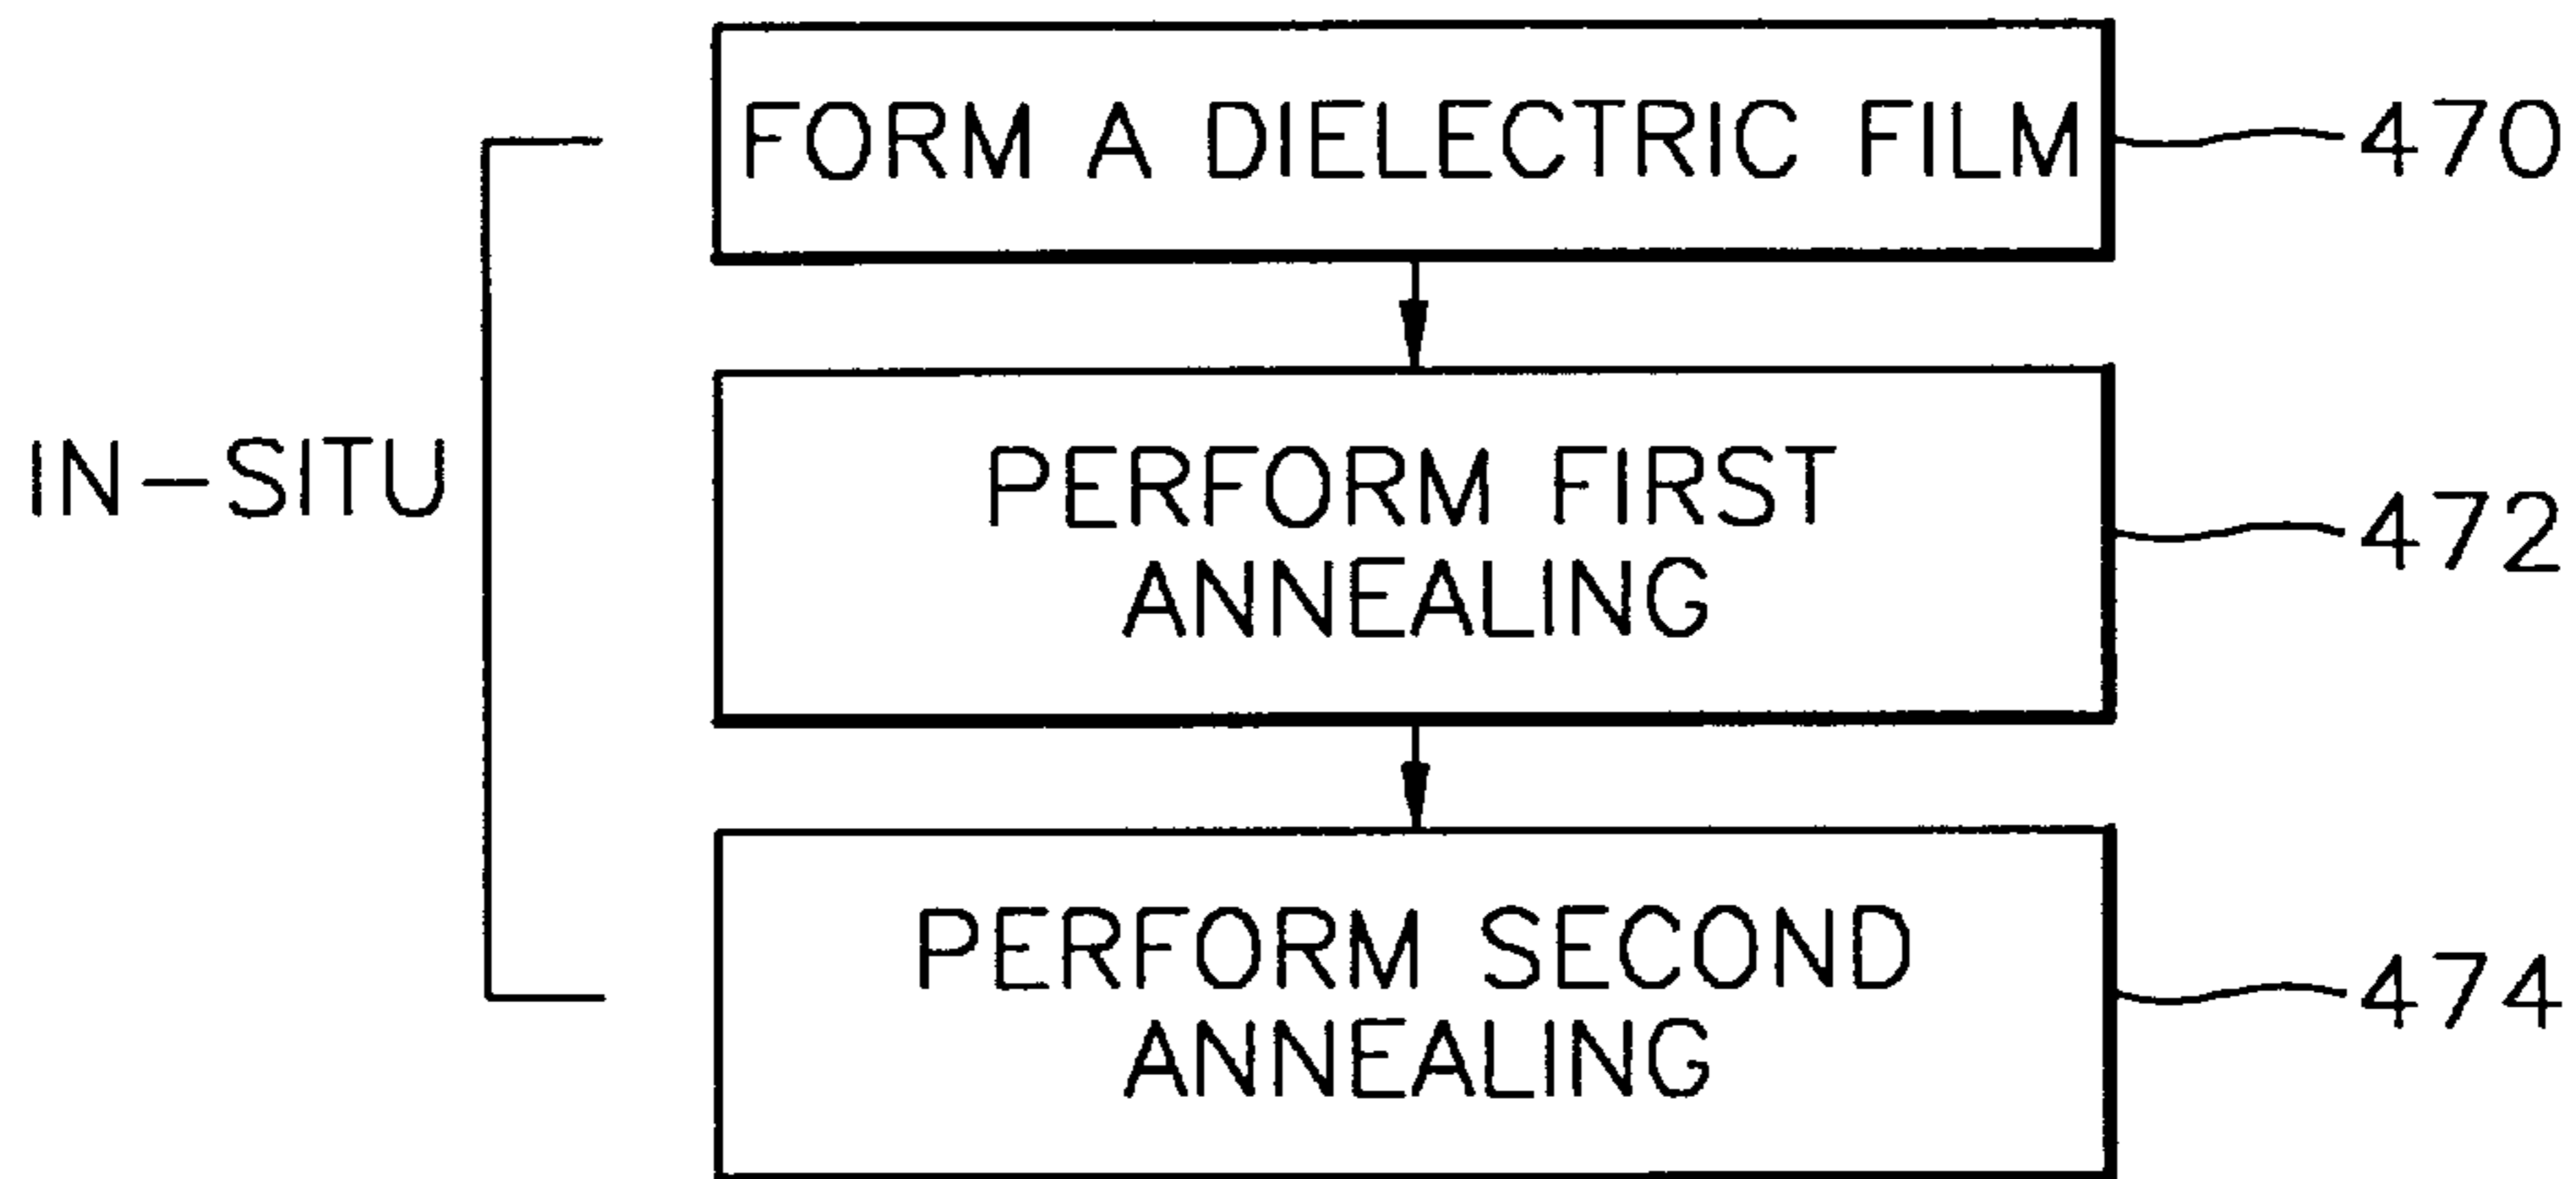 FORM A DIELECTRIC FILM
470
IN-SITU
PERFORM FIRST
ANNEALING
472
PERFORM SECOND
ANNEALING
474